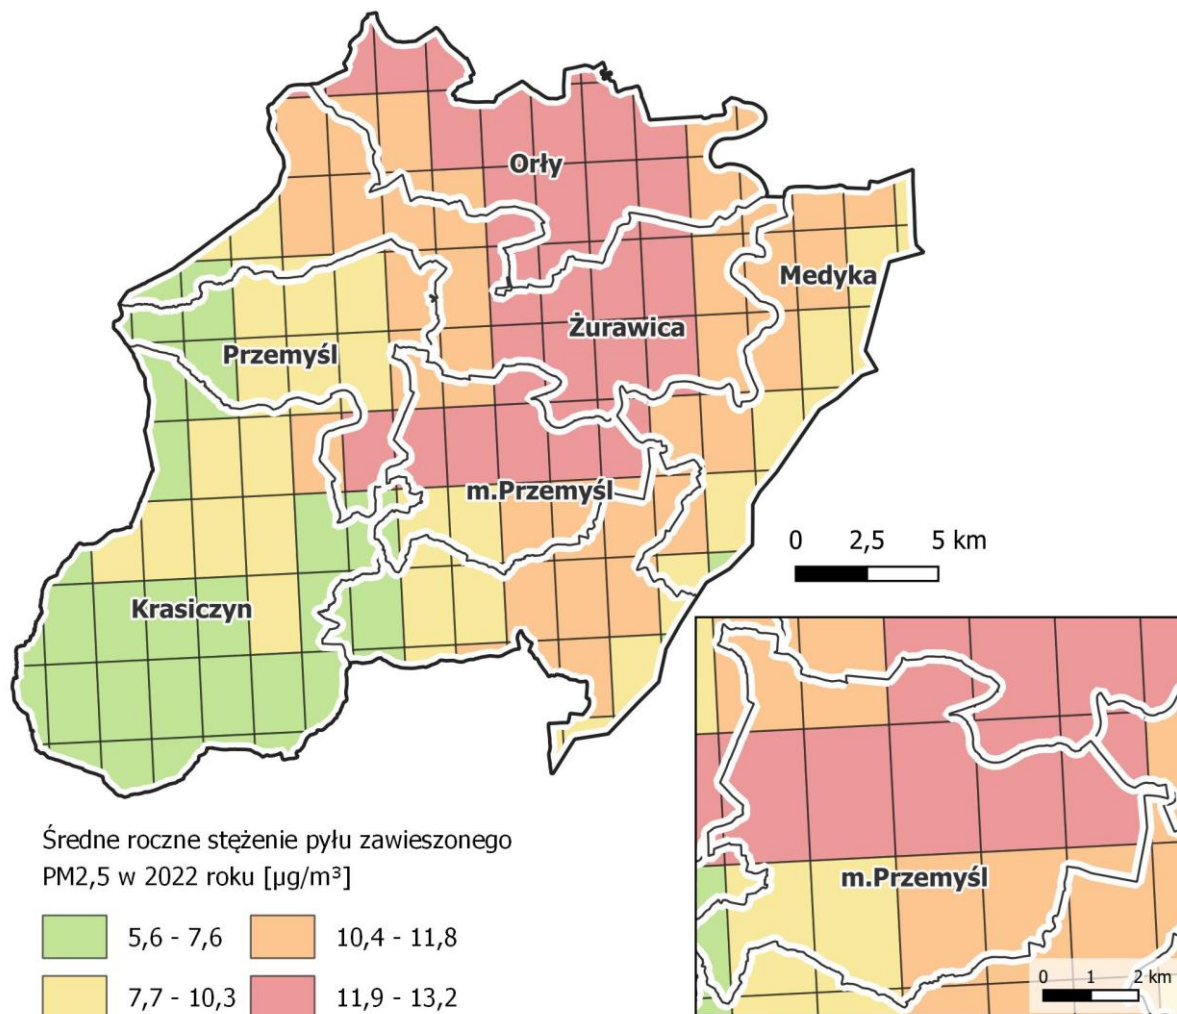 Orły
Medyka
Żurawica
Przemyśl
m.Przemyśl
0 2,5 5 km
Krasiczyn
Średne roczne stężenie pyłu zawieszonego
PM2,5 w 2022 roku [µg/m³]
5,6 - 7,6
10,4 - 11,8
7,7 - 10,3
11,9 - 13,2
m.Przemyśl
0 1 2 km